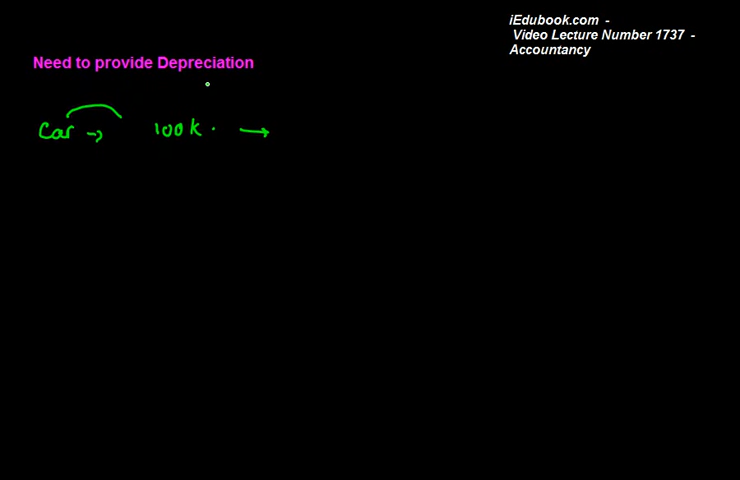 iEdubook.com -
Video Lecture Number 1737 -
Accountancy
Need to provide Depreciation
Car → 100k. →